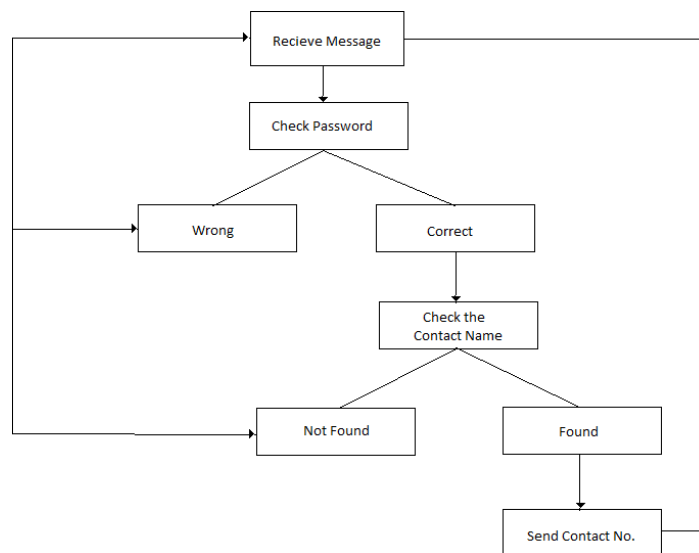 Recieve Message
Check Password
Wrong
Correct
Check the
Contact Name
Not Found
Found
Send Contact No.